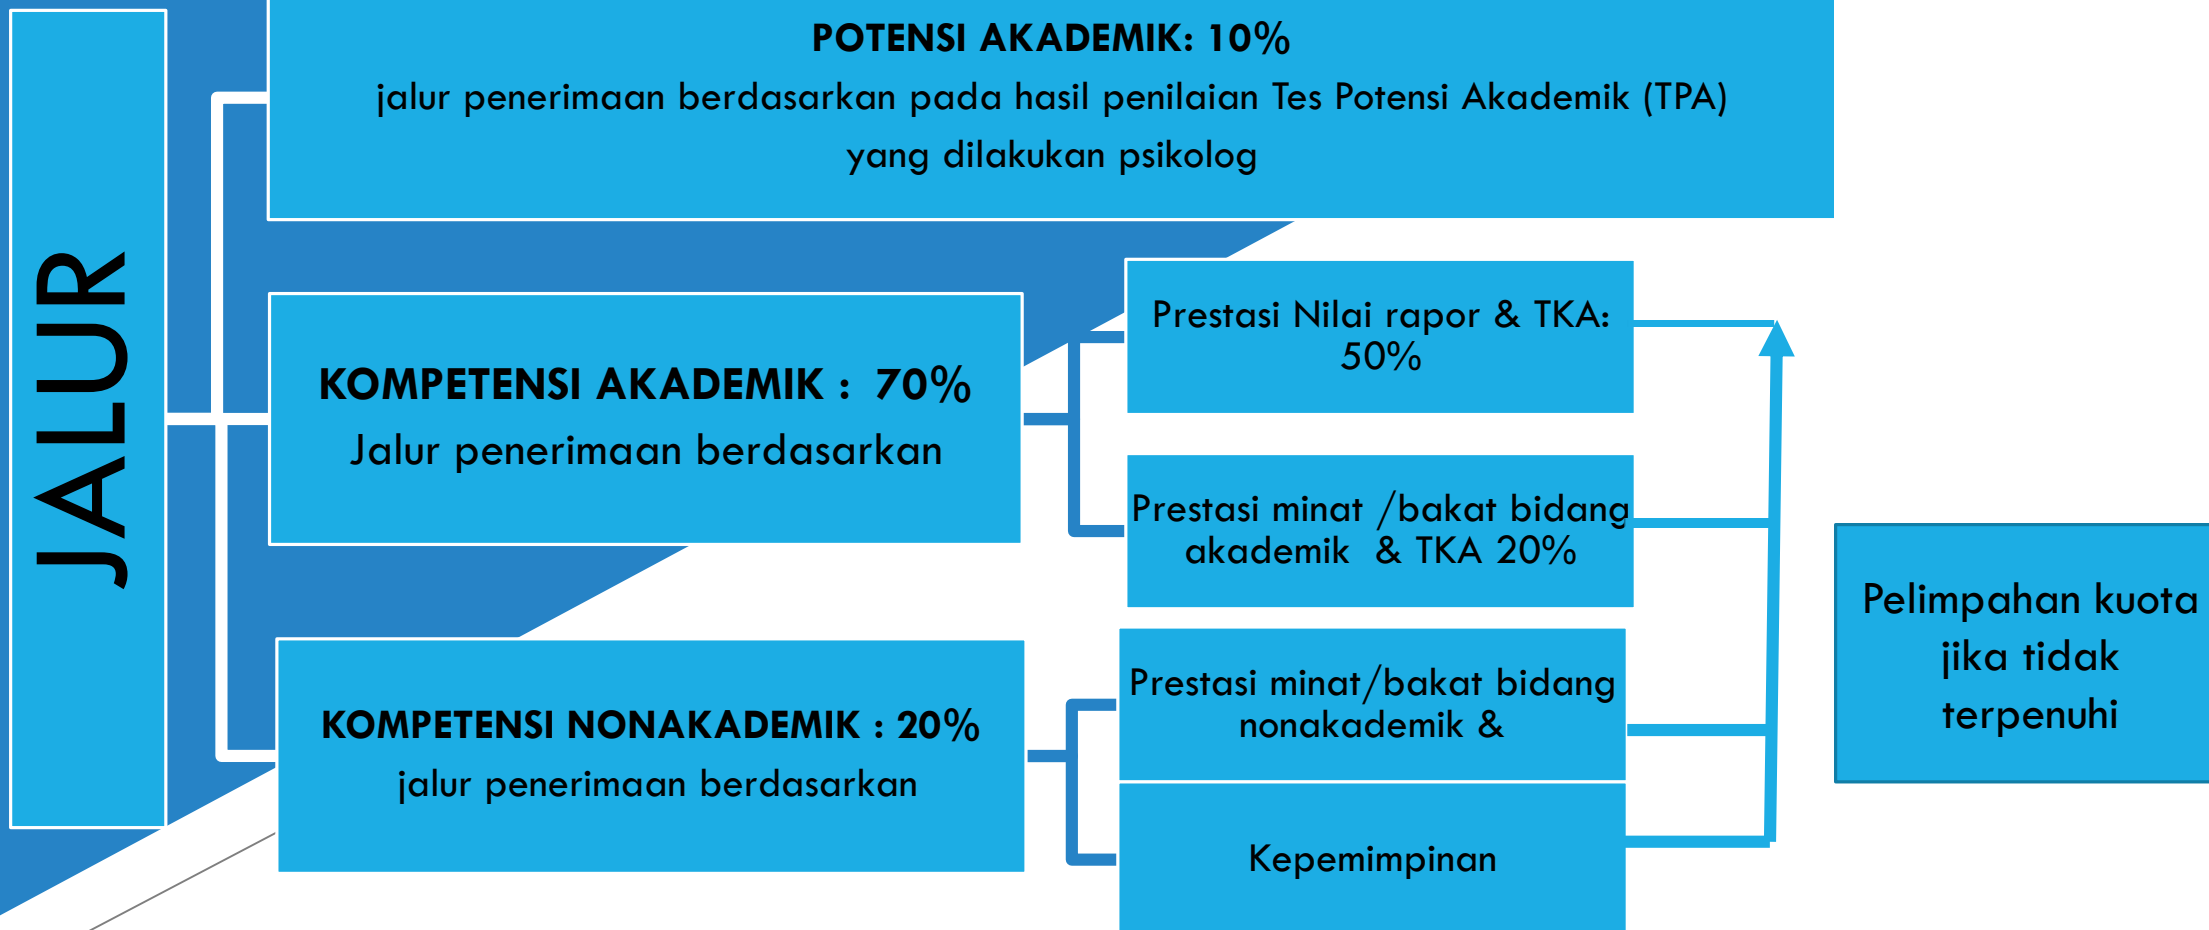 JALUR
POTENSI AKADEMIK: 10%
jalur penerimaan berdasarkan pada hasil penilaian Tes Potensi Akademik (TPA)
yang dilakukan psikolog
KOMPETENSI AKADEMIK :  70%
Jalur penerimaan berdasarkan
Prestasi Nilai rapor & TKA:
50%
Prestasi minat /bakat bidang
akademik  & TKA 20%
KOMPETENSI NONAKADEMIK : 20%
jalur penerimaan berdasarkan
Prestasi minat/bakat bidang
nonakademik &
Kepemimpinan
Pelimpahan kuota
jika tidak
terpenuhi